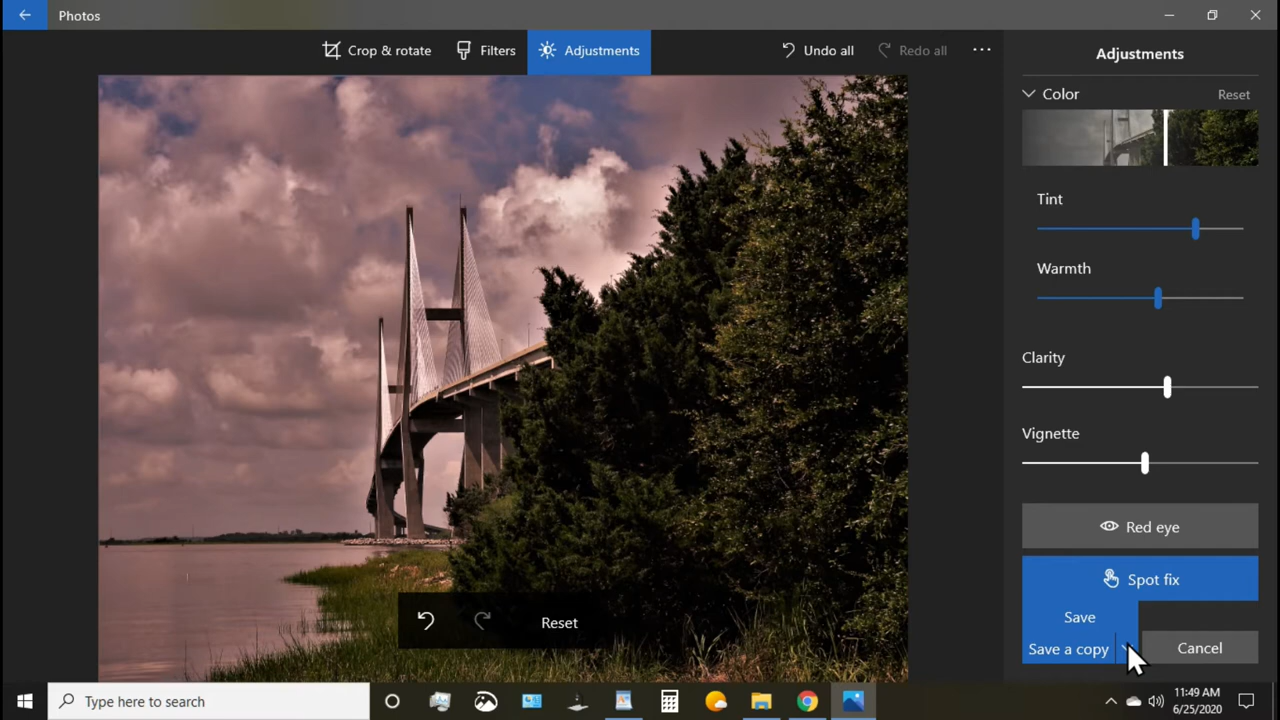 Photos
Crop & rotate
Filters
Adjustments
Undo all
Redo all
Adjustments
Color
Reset
Tint
Warmth
Clarity
Vignette
Red eye
Spot fix
Save
Save a copy
Cancel
Reset
Type here to search
11:49 AM
6/25/2020